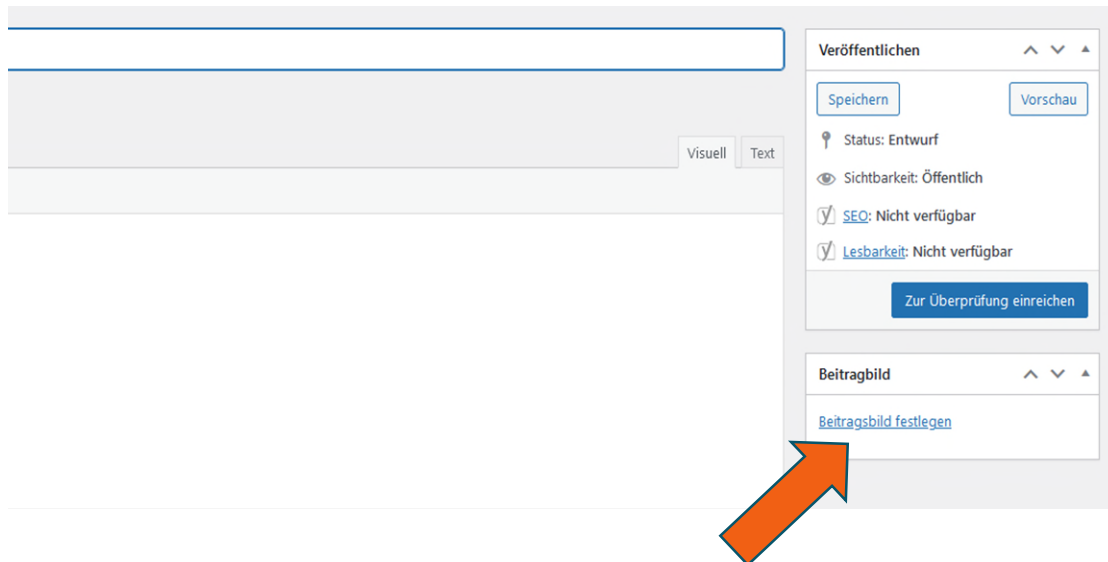 Veröffentlichen
Speichern Vorschau
Status: Entwurf
Visuell Text
Sichtbarkeit: Öffentlich
SEO: Nicht verfügbar
Lesbarkeit: Nicht verfügbar
Zur Überprüfung einreichen
Beitragbild
Beitragsbild festlegen